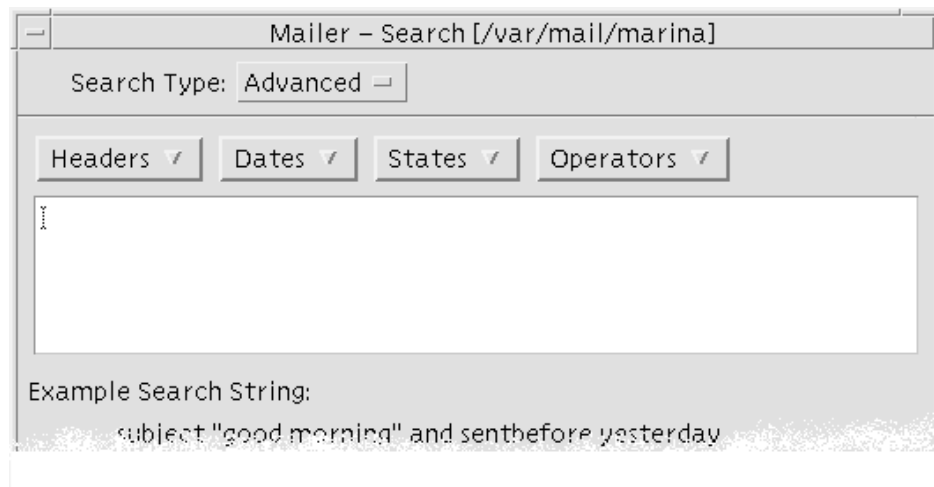 Mailer – Search [/var/mail/marina]
Search Type: Advanced
Headers Dates States Operators
Example Search String:
subject "good morning" and sentbefore yesterday